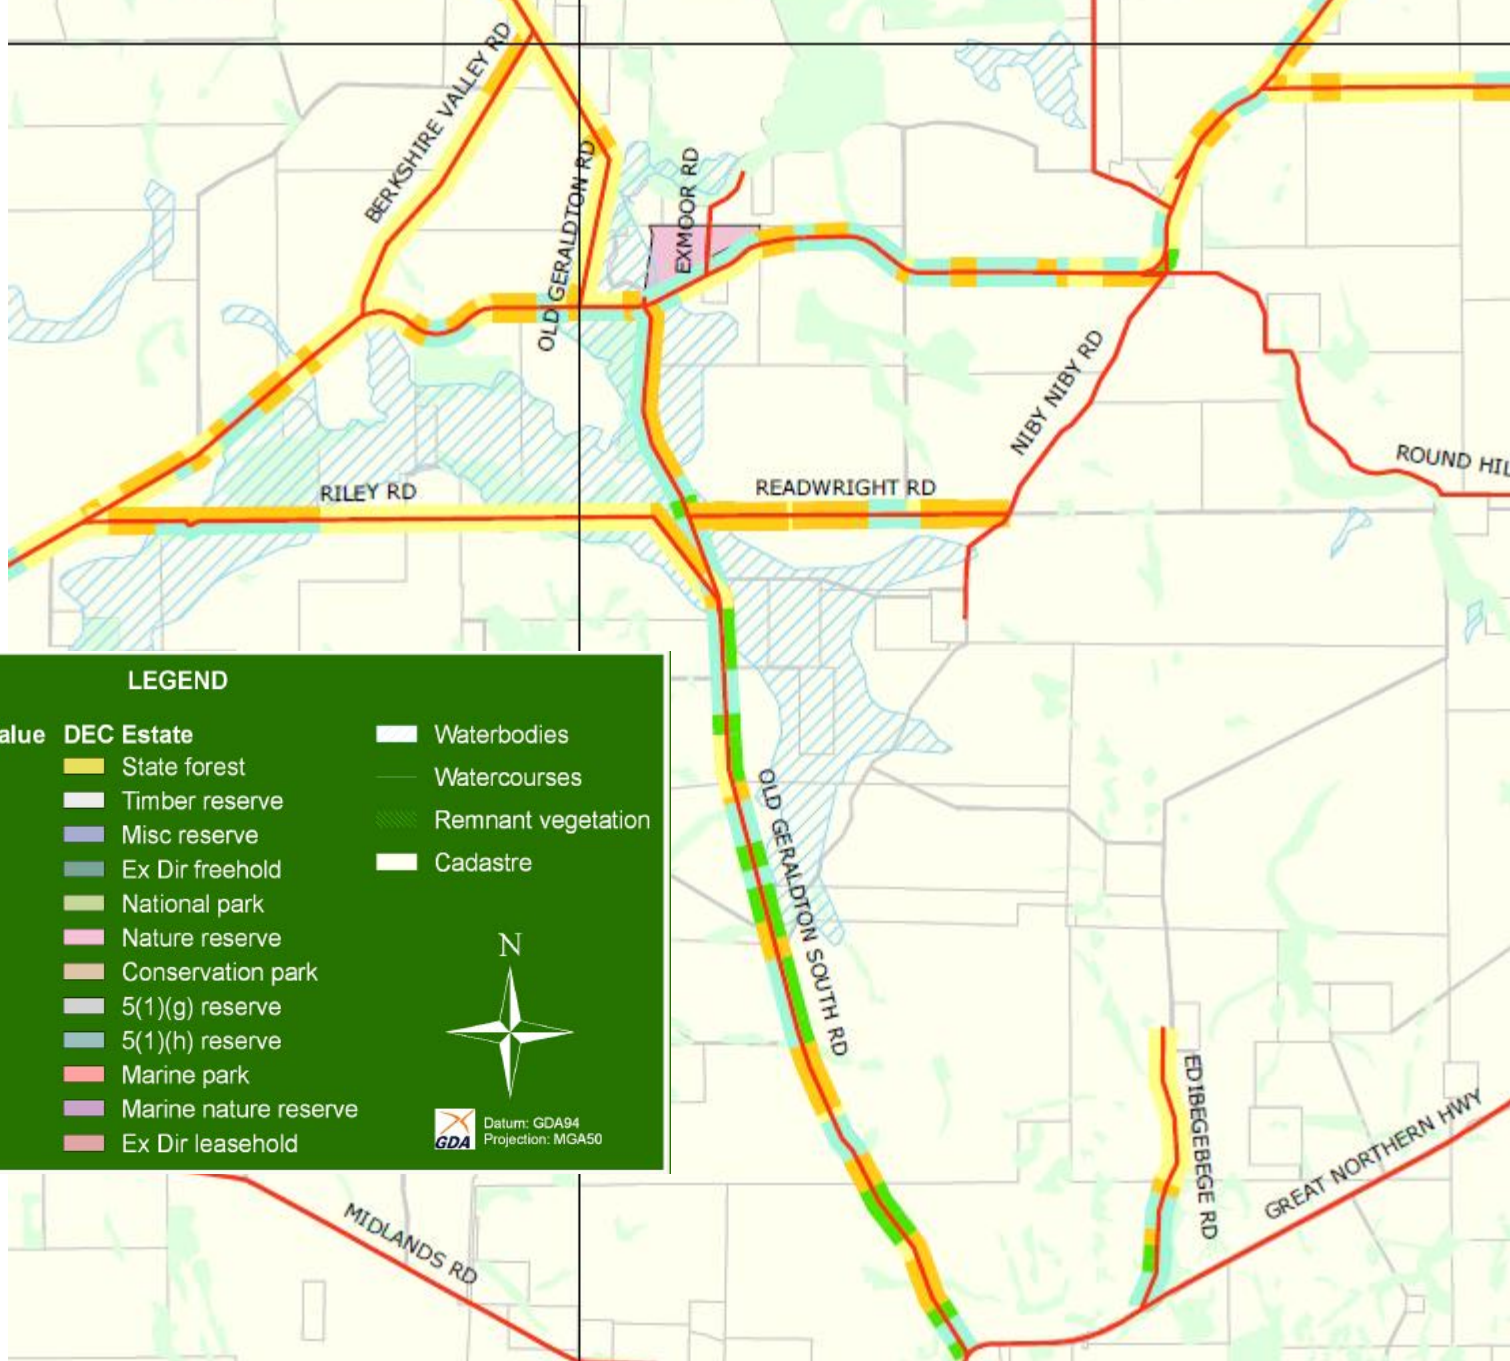 BERKSHIRE VALLEY RD
OLD GERALDTON RD
EXMOOR RD
NIBY NIBY RD
ROUND HIL
RILEY RD
READWRIGHT RD
LEGEND
alue DEC Estate
State forest
Timber reserve
Misc reserve
Ex Dir freehold
National park
Nature reserve
Conservation park
5(1)(g) reserve
5(1)(h) reserve
Marine park
Marine nature reserve
Ex Dir leasehold
Waterbodies
Watercourses
Remnant vegetation
Cadastre
N
GDA
Datum: GDA94
Projection: MGA50
OLD GERALDTON SOUTH RD
EDIBEGEBEGE RD
GREAT NORTHERN HWY
MIDLANDS RD